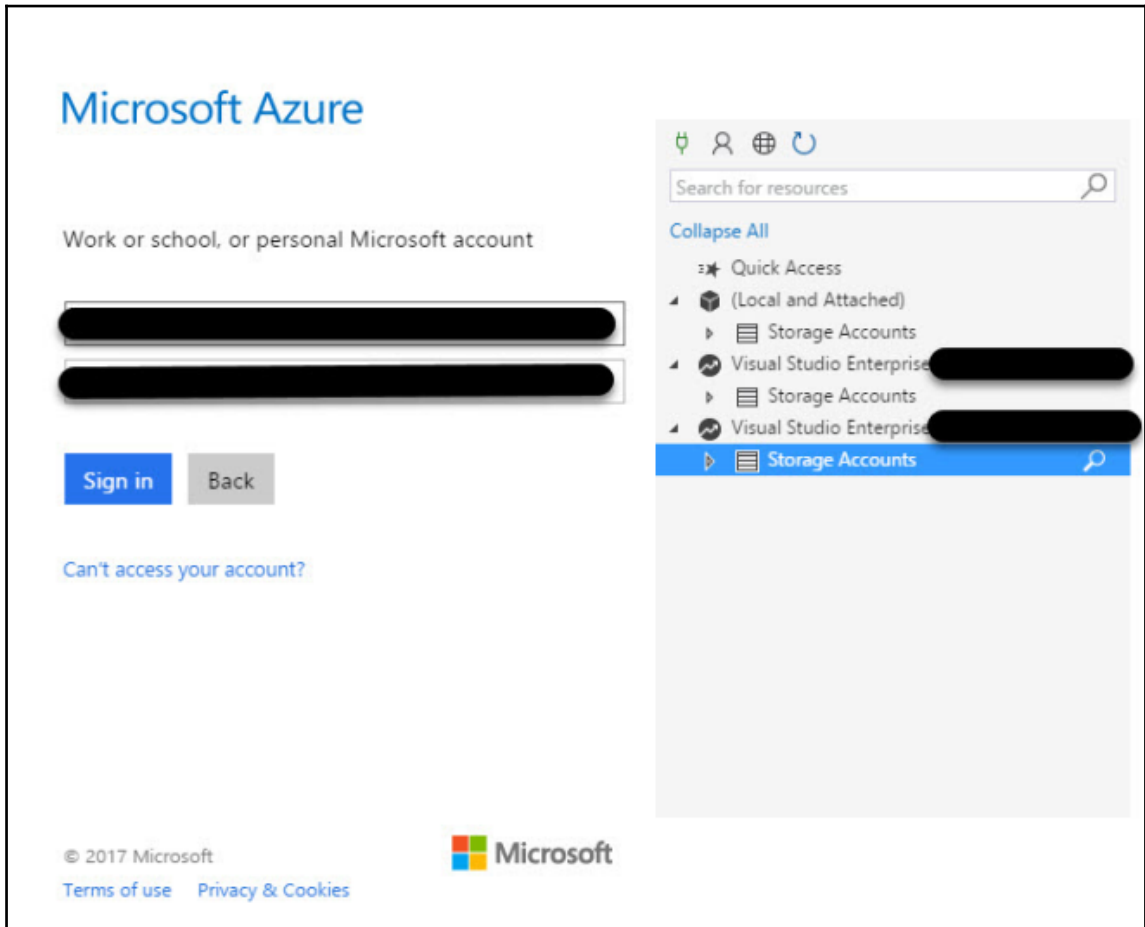 Microsoft Azure
Work or school, or personal Microsoft account
Sign in Back
Can't access your account?
© 2017 Microsoft
Microsoft
Terms of use Privacy & Cookies
Search for resources
Collapse All
Quick Access
(Local and Attached)
Storage Accounts
Visual Studio Enterprise
Storage Accounts
Visual Studio Enterprise
Storage Accounts